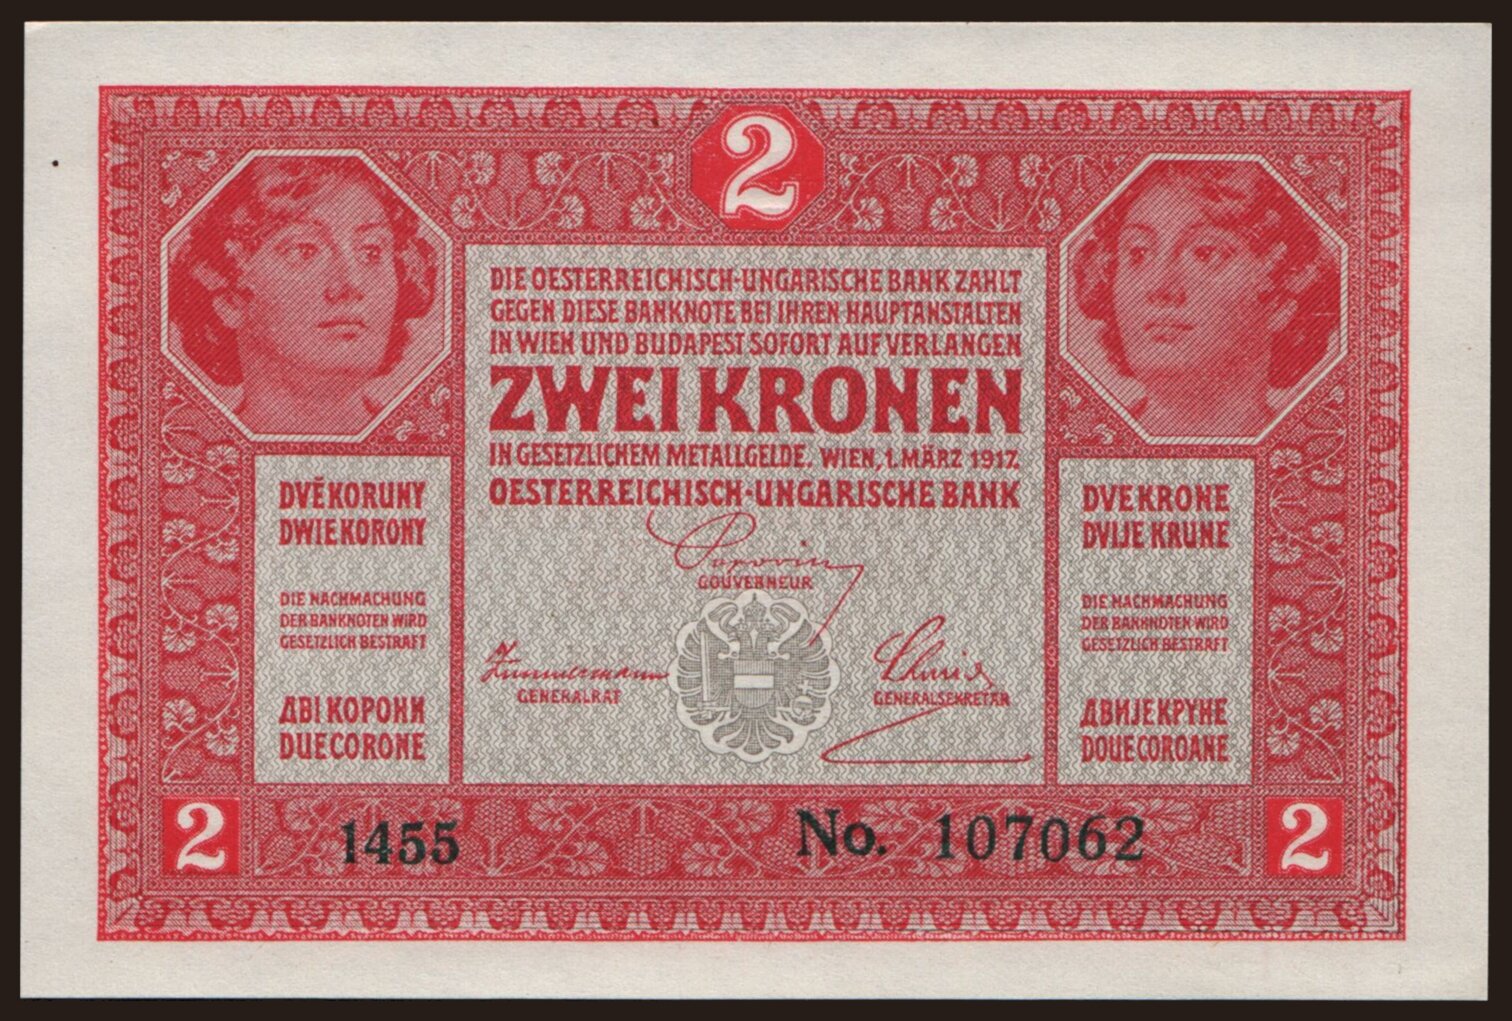 2
DIE OESTERREICHISCH-UNGARISCHE BANK ZAHLT
GEGEN DIESE BANKNOTE BEI IHREN HAUPTANSTALTEN
IN WIEN UND BUDAPEST SOFORT AUF VERLANGEN
ZWEI KRONEN
IN GESETZLICHEM METALLGELDE. WIEN, 1. MÄRZ 1917.
OESTERREICHISCH-UNGARISCHE BANK
Popovics
GOUVERNEUR
GENERALRAT
GENERALSEKRETÄR
DVĚ KORUNY
DWIE KORONY
DIE NACHMACHUNG
DER BANKNOTEN WIRD
GESETZLICH BESTRAFT
ДВІ КОРОНИ
DUE CORONE
DVE KRONE
DVIJE KRUNE
DIE NACHMACHUNG
DER BANKNOTEN WIRD
GESETZLICH BESTRAFT
ДВИЈЕ КРУНЕ
DOUE COROANE
2
1455
No. 107062
2